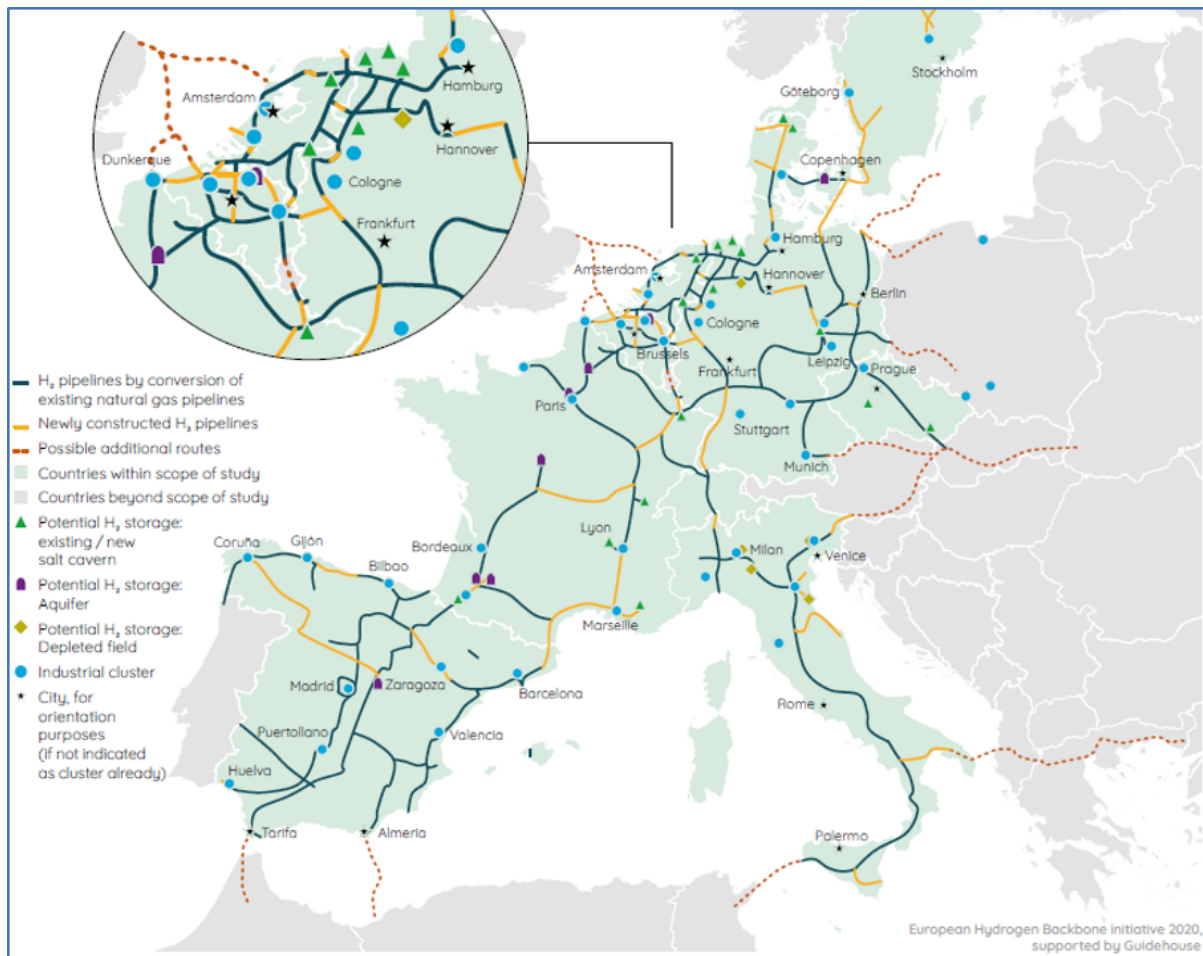 Amsterdam
Hamburg
Dunkerque
Hannover
Cologne
Frankfurt
Stockholm
Göteborg
Copenhagen
Hamburg
Amsterdam
Hannover
Berlin
Cologne
Brussels
Leipzig
Frankfurt
Prague
Paris
Stuttgart
Munich
Lyon
Milan
Venice
Bordeaux
Coruña
Gijón
Bilbao
Marseille
Madrid
Zaragoza
Barcelona
Rome
Puertollano
Valencia
Huelva
Tarifa
Almería
Palermo
H₂ pipelines by conversion of
existing natural gas pipelines
Newly constructed H₂ pipelines
Possible additional routes
Countries within scope of study
Countries beyond scope of study
Potential H₂ storage:
existing / new
salt cavern
Potential H₂ storage:
Aquifer
Potential H₂ storage:
Depleted field
Industrial cluster
City, for
orientation
purposes
(if not indicated
as cluster already)
European Hydrogen Backbone initiative 2020,
supported by Guidehouse